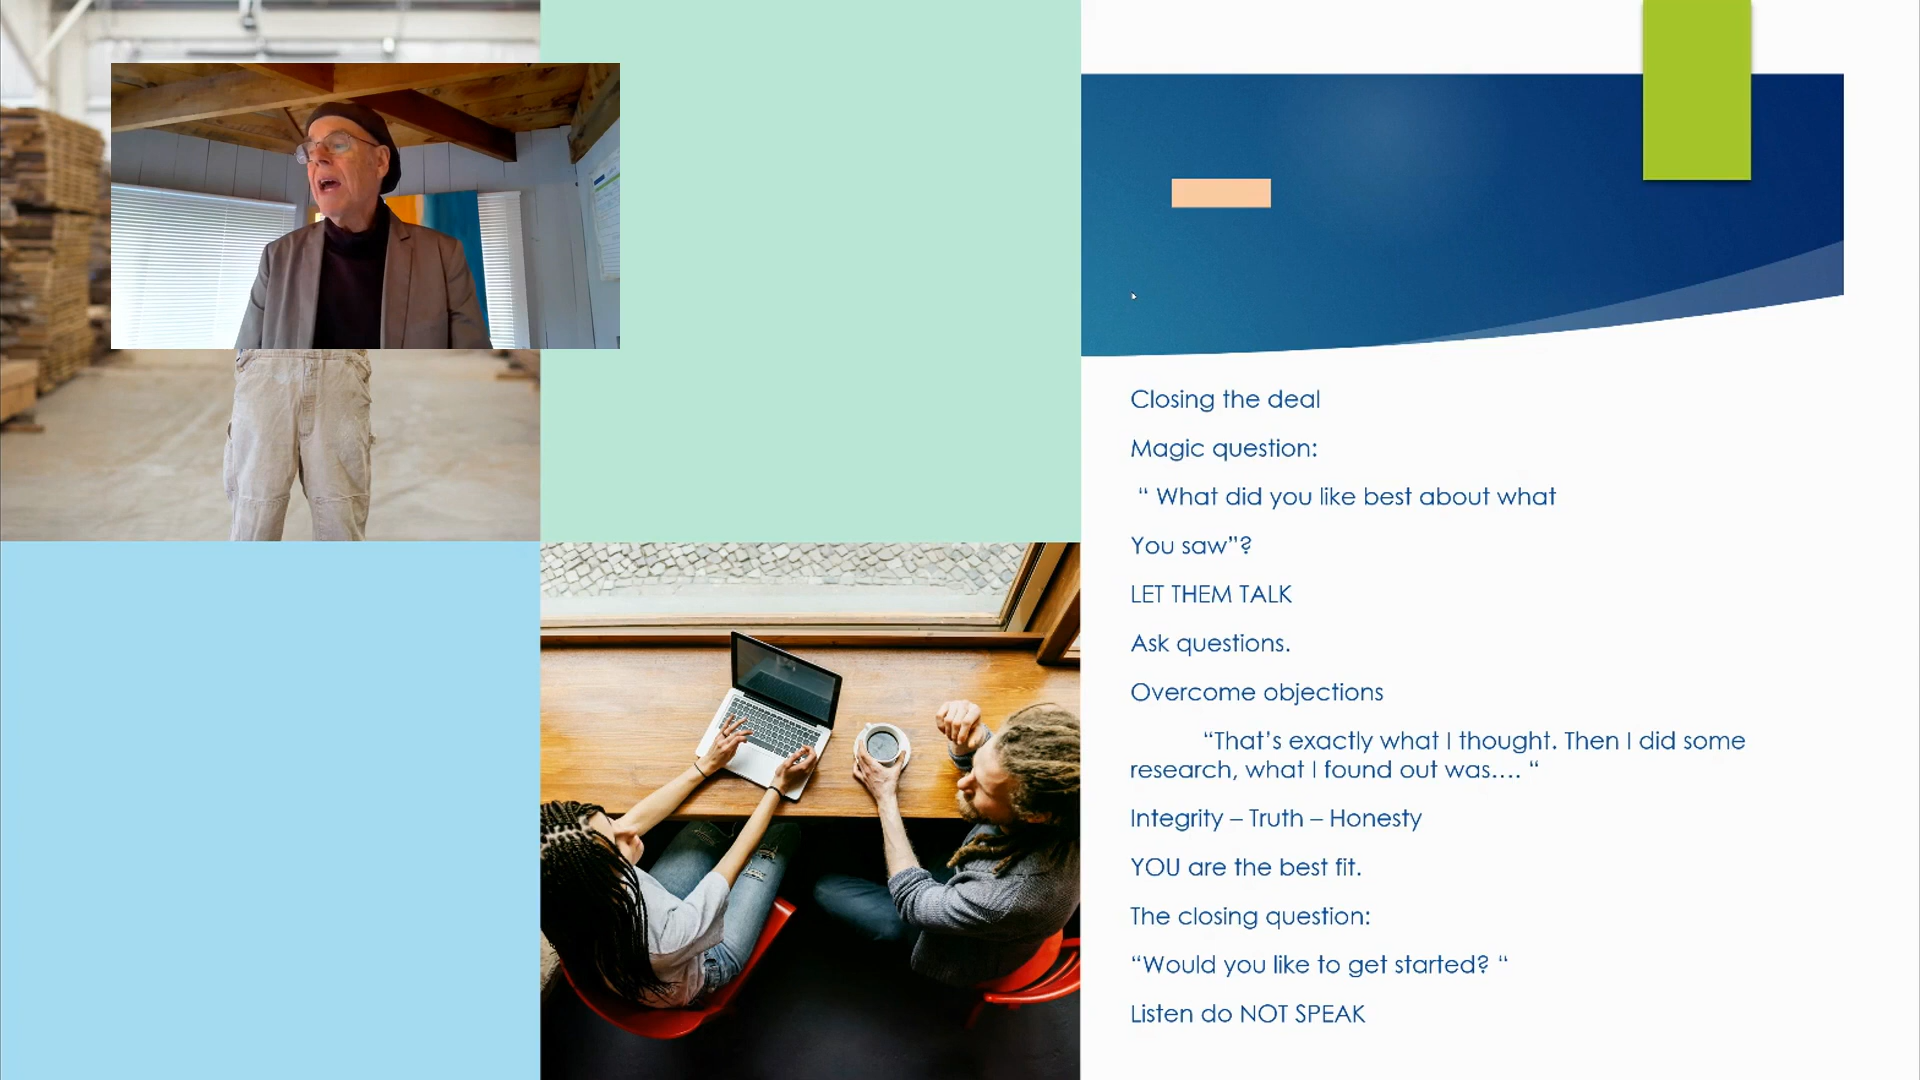 Closing the deal
Magic question:
“ What did you like best about what
You saw”?
LET THEM TALK
Ask questions.
Overcome objections
“That’s exactly what I thought. Then I did some
research, what I found out was…. “
Integrity – Truth – Honesty
YOU are the best fit.
The closing question:
“Would you like to get started? “
Listen do NOT SPEAK